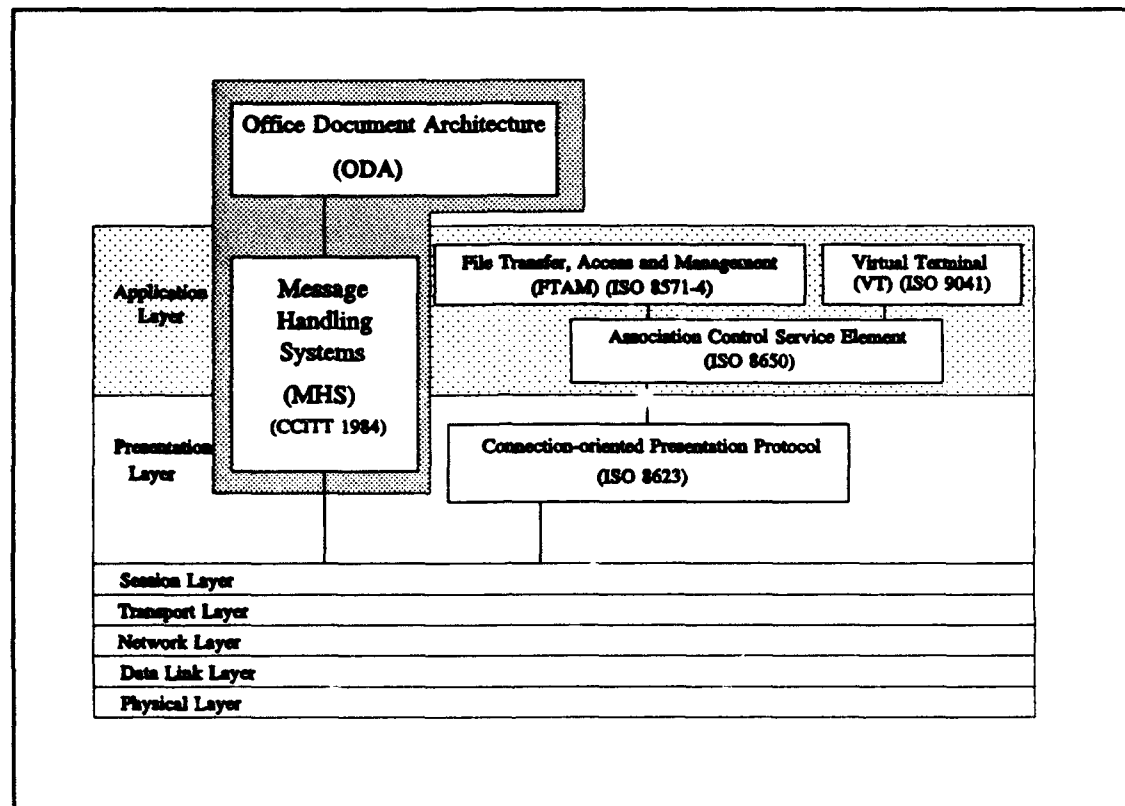 Office Document Architecture
(ODA)
Application
Layer
Message
Handling
Systems
(MHS)
(CCITT 1984)
File Transfer, Access and Management
(FTAM) (ISO 8571-4)
Virtual Terminal
(VT) (ISO 9041)
Association Control Service Element
(ISO 8650)
Presentation
Layer
Connection-oriented Presentation Protocol
(ISO 8623)
Session Layer
Transport Layer
Network Layer
Data Link Layer
Physical Layer